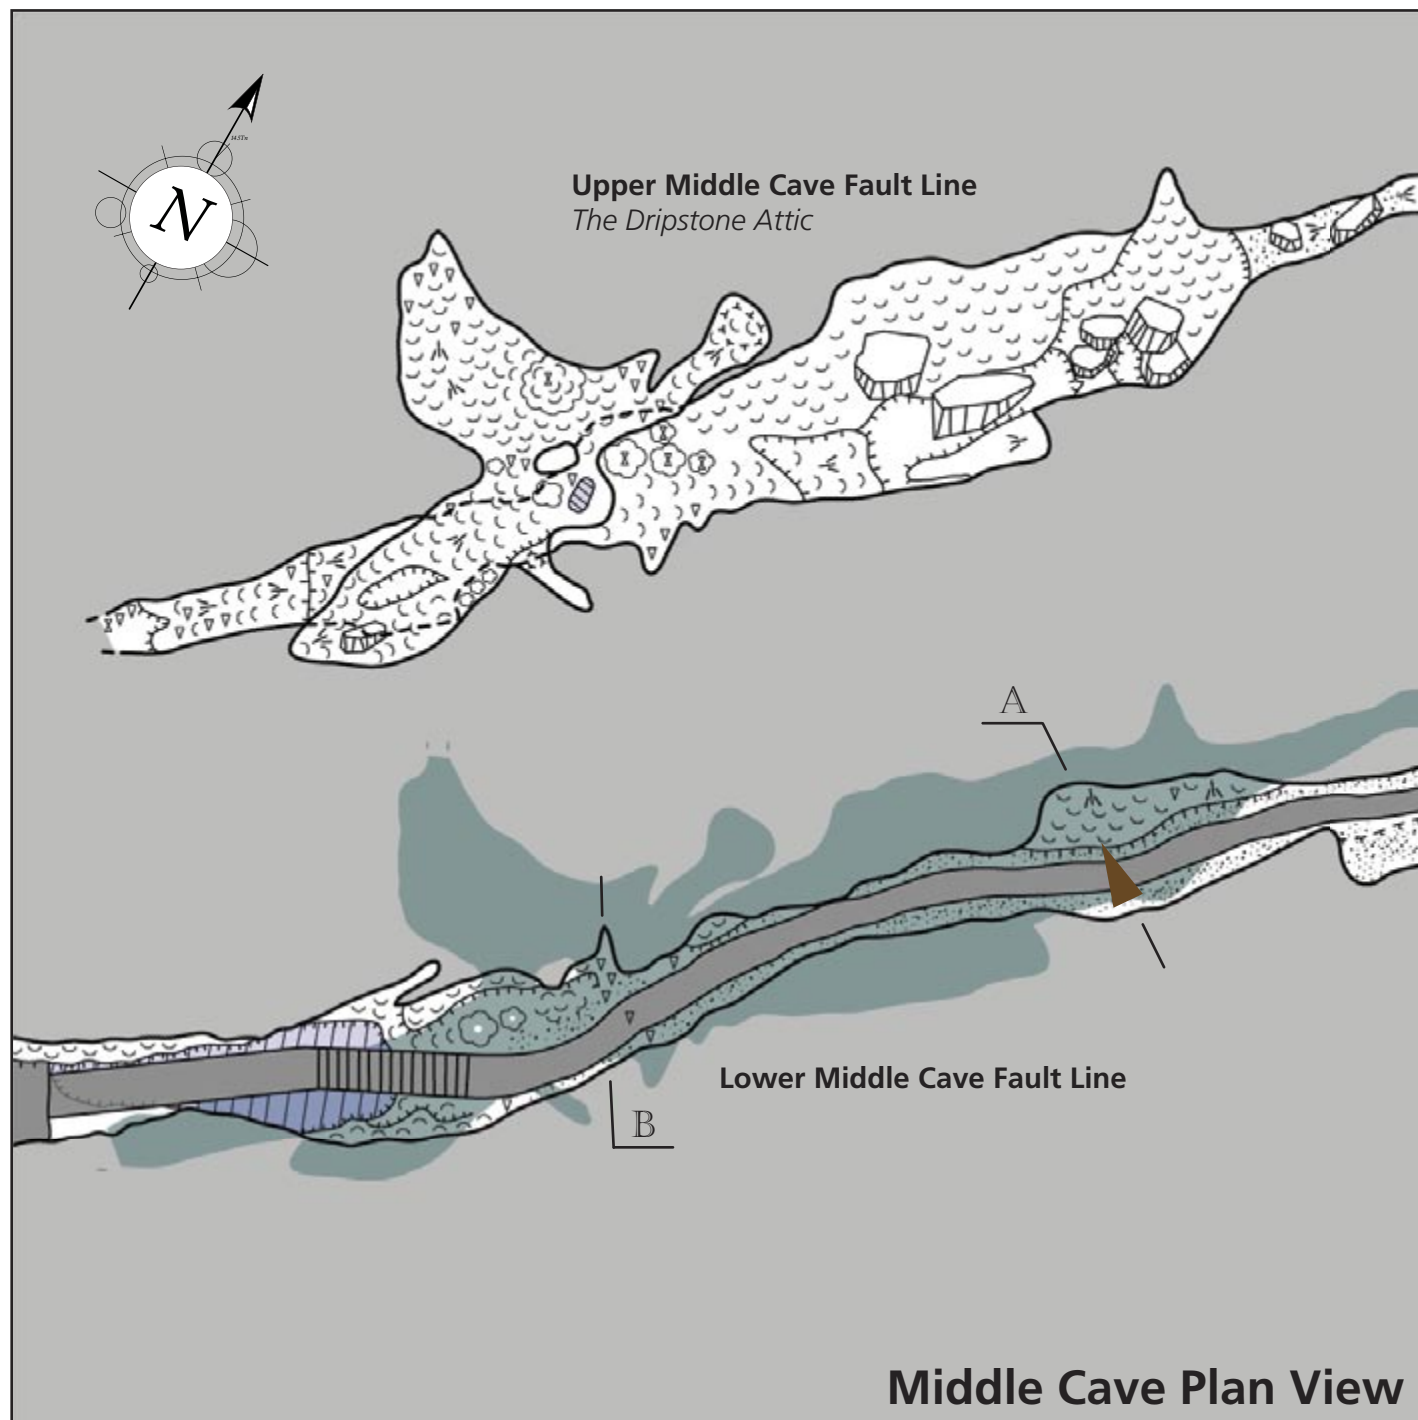 N
Upper Middle Cave Fault Line
The Dripstone Attic
A
Lower Middle Cave Fault Line
B
Middle Cave Plan View